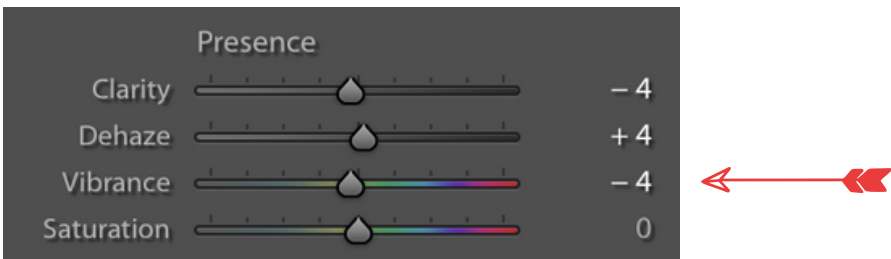 Presence
Clarity – 4
Dehaze + 4
Vibrance – 4
Saturation 0